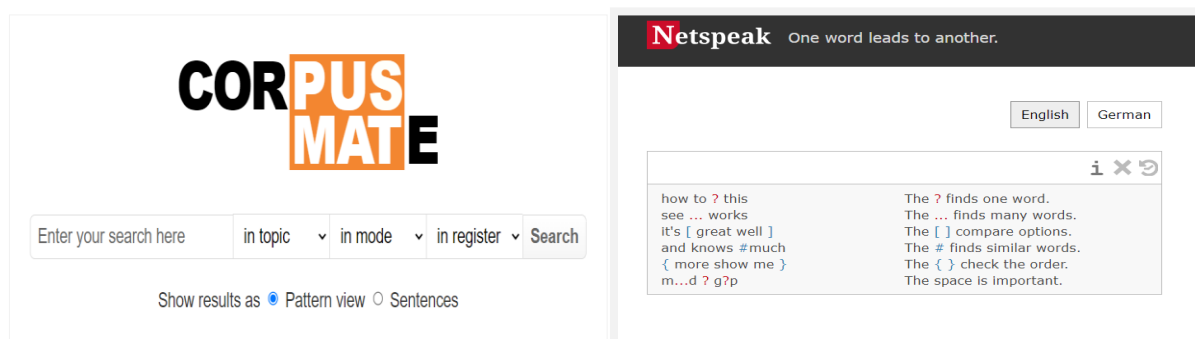 CORPUS
MATE
Enter your search here in topic in mode in register Search
Show results as Pattern view Sentences
Netspeak One word leads to another.
English German
i
how to ? this The ? finds one word.
see ... works The ... finds many words.
it's [ great well ] The [ ] compare options.
and knows #much The # finds similar words.
{ more show me } The { } check the order.
m...d ? g?p The space is important.